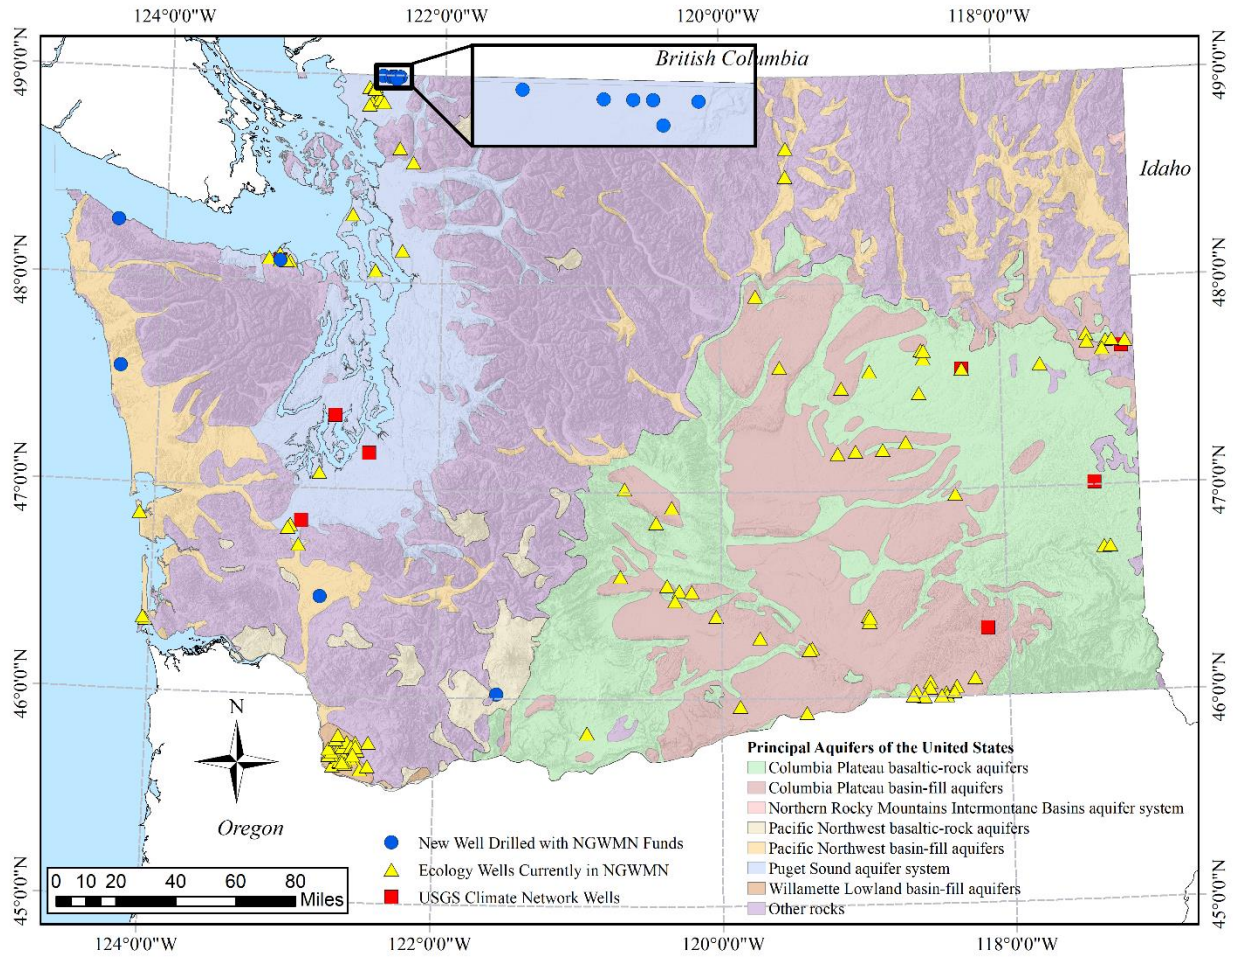 124°0'0"W 122°0'0"W 120°0'0"W 118°0'0"W
49°0'0"N
49°0'0"N
British Columbia
Idaho
48°0'0"N
48°0'0"N
47°0'0"N
47°0'0"N
46°0'0"N
46°0'0"N
N
Oregon
Principal Aquifers of the United States
Columbia Plateau basaltic-rock aquifers
Columbia Plateau basin-fill aquifers
Northern Rocky Mountains Intermontane Basins aquifer system
Pacific Northwest basaltic-rock aquifers
Pacific Northwest basin-fill aquifers
Puget Sound aquifer system
Willamette Lowland basin-fill aquifers
Other rocks
New Well Drilled with NGWMN Funds
Ecology Wells Currently in NGWMN
USGS Climate Network Wells
0 10 20 40 60 80
Miles
45°0'0"N
45°0'0"N
124°0'0"W 122°0'0"W 120°0'0"W 118°0'0"W